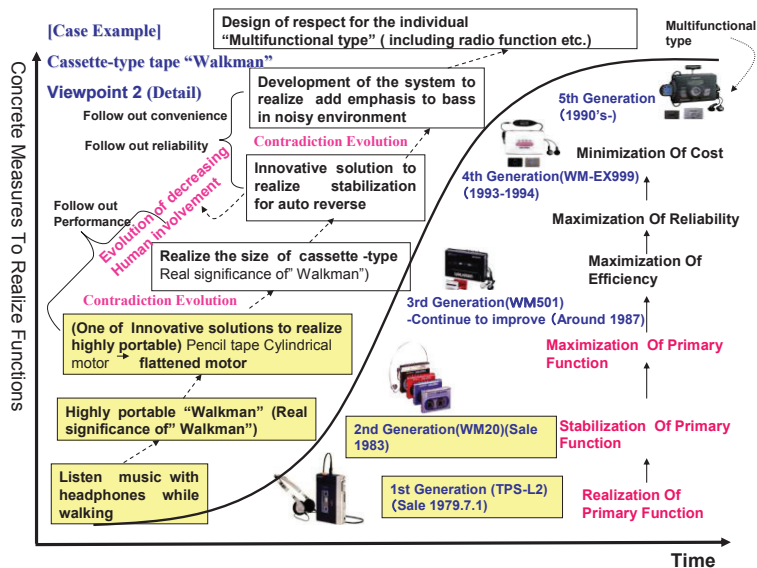 [Case Example]
Cassette-type tape “Walkman”
Viewpoint 2 (Detail)
Design of respect for the individual
“Multifunctional type” ( including radio function etc.)
Multifunctional
type
Development of the system to
realize add emphasis to bass
in noisy environment
Follow out convenience
Follow out reliability
Contradiction Evolution
Innovative solution to
realize stabilization
for auto reverse
Evolution of decreasing
Human involvement
Follow out
Performance
Realize the size of cassette -type
Real significance of” Walkman”)
Contradiction Evolution
(One of Innovative solutions to realize
highly portable) Pencil tape Cylindrical
motor → flattened motor
Highly portable “Walkman” (Real
significance of” Walkman”)
Listen music with
headphones while
walking
5th Generation
(1990’s-)
4th Generation(WM-EX999)
(1993-1994)
3rd Generation(WM501)
-Continue to improve (Around 1987)
2nd Generation(WM20)(Sale
1983)
1st Generation (TPS-L2)
(Sale 1979.7.1)
Minimization Of Cost
Maximization Of Reliability
Maximization Of
Efficiency
Maximization Of Primary
Function
Stabilization Of Primary
Function
Realization Of
Primary Function
Concrete Measures To Realize Functions
Time